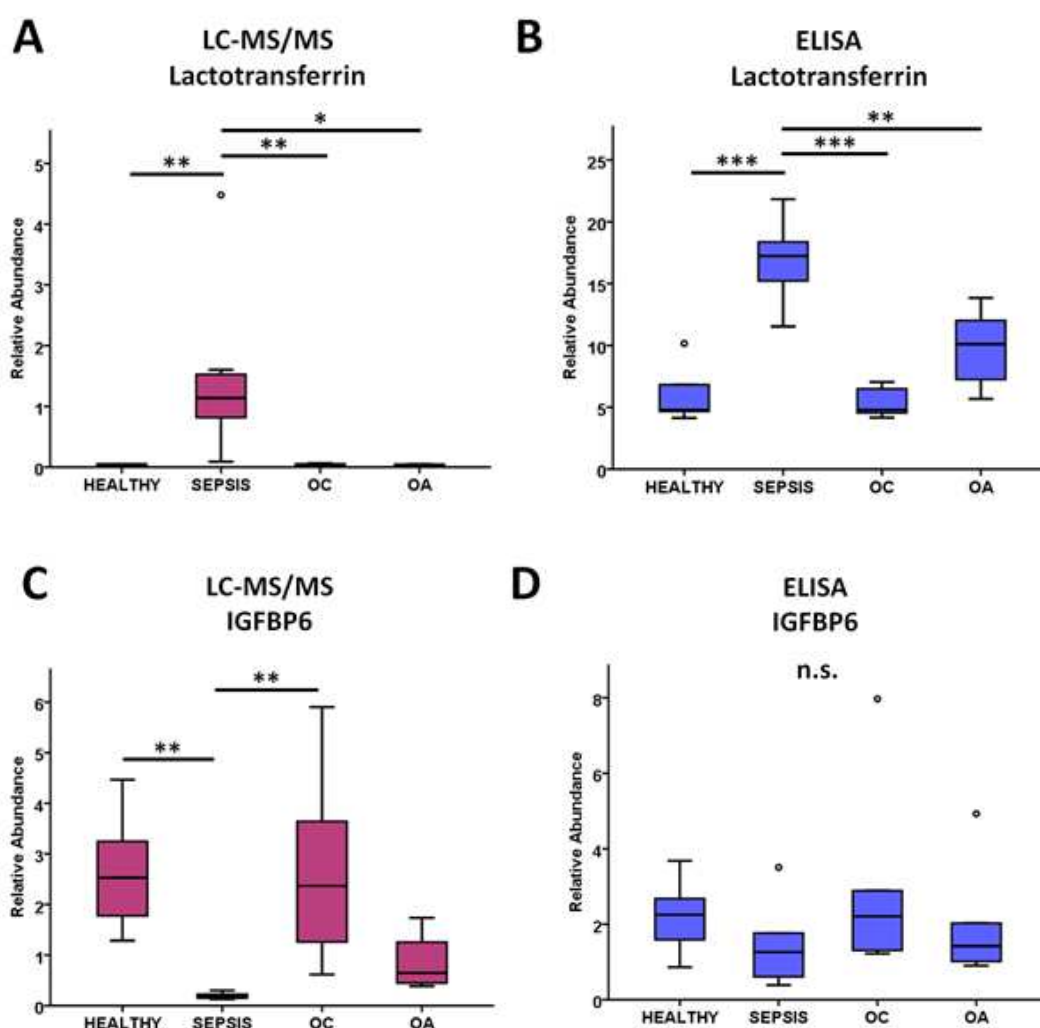 A
LC-MS/MS
Lactotransferrin
Relative Abundance
5
4
3
2
1
0
*
**
**
HEALTHY SEPSIS OC OA
B
ELISA
Lactotransferrin
Relative Abundance
25
20
15
10
5
0
**
***
***
HEALTHY SEPSIS OC OA
C
LC-MS/MS
IGFBP6
Relative Abundance
6
5
4
3
2
1
0
**
**
HEALTHY SEPSIS OC OA
D
ELISA
IGFBP6
n.s.
Relative Abundance
8
6
4
2
0
HEALTHY SEPSIS OC OA